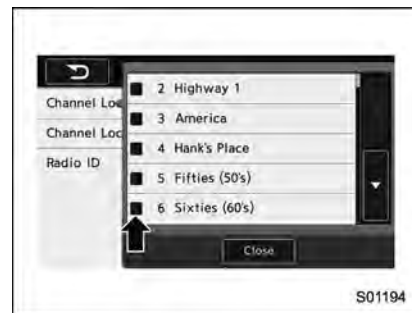 2 Highway 1
Channel Loc
3 America
Channel Loc
4 Hank's Place
Radio ID
5 Fifties (50's)
6 Sixties (60's)
Close
S01194